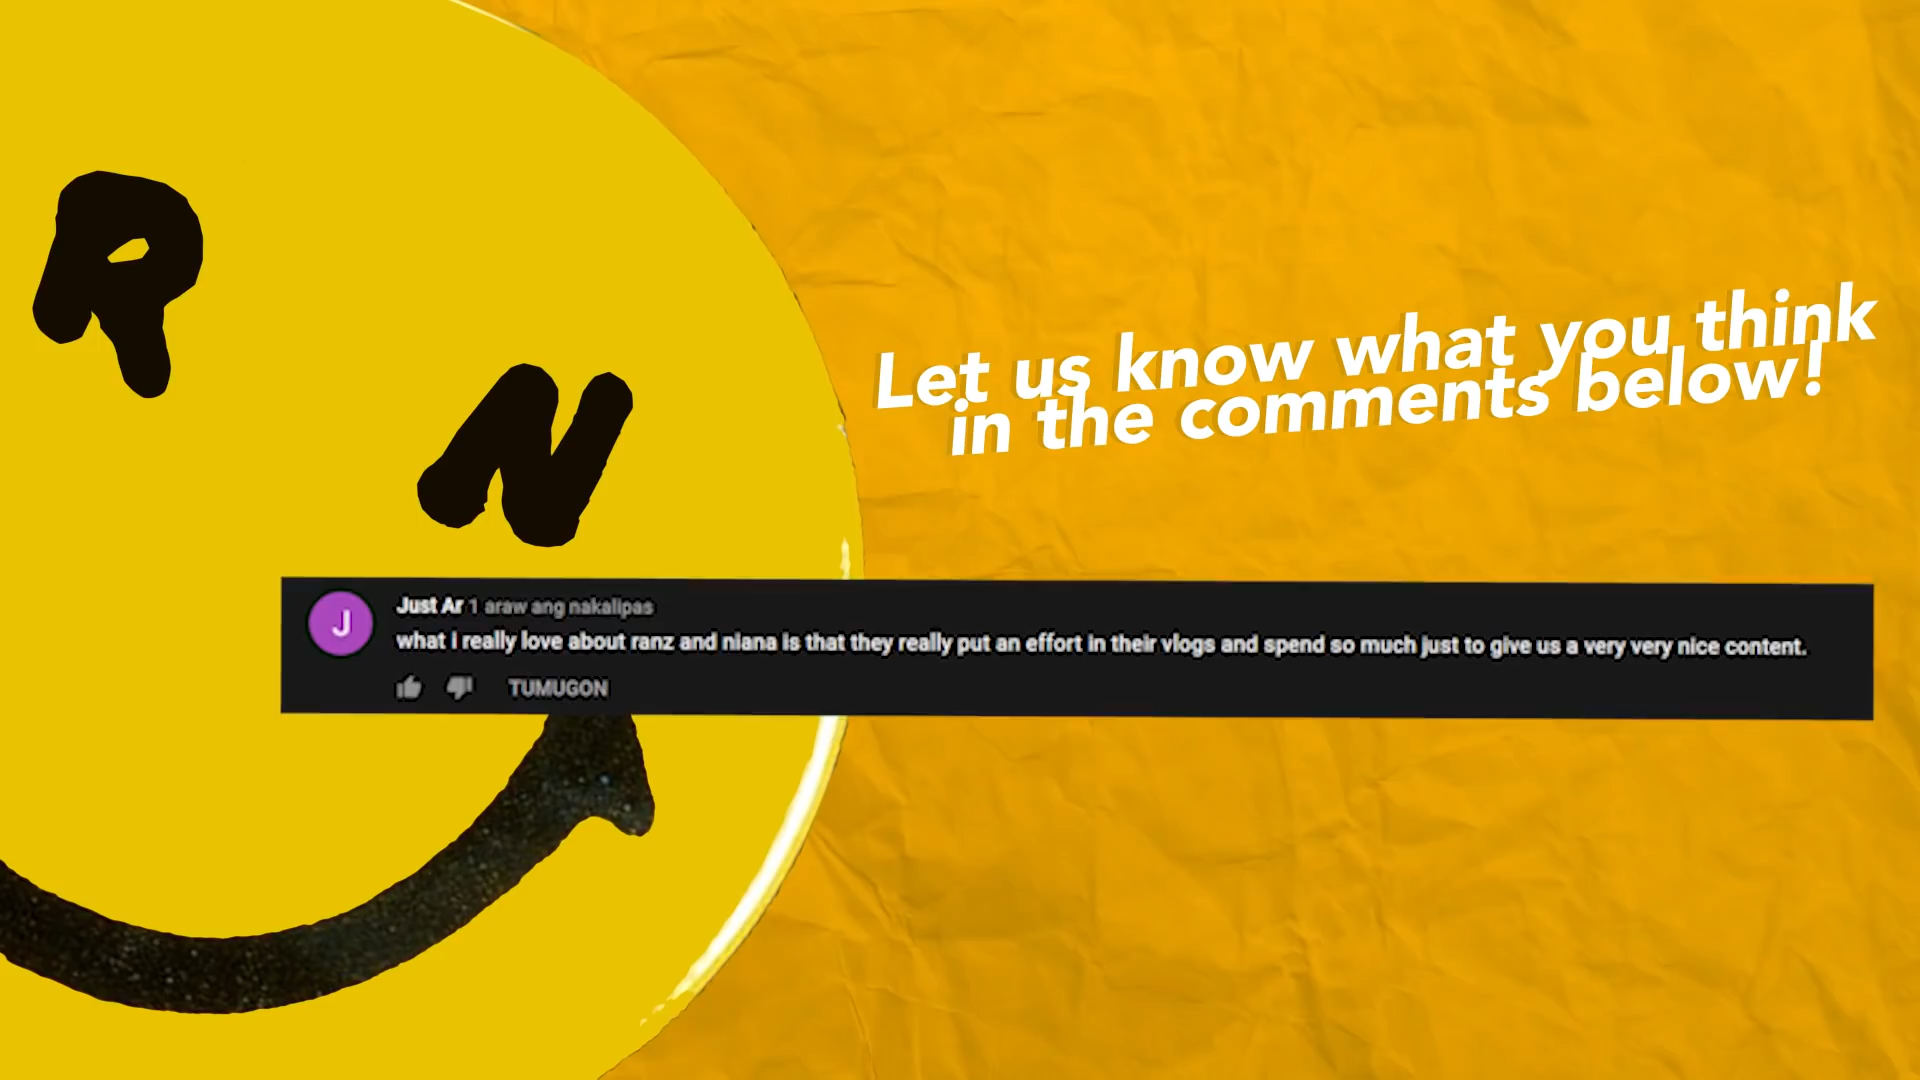 R
N
Let us know what you think
in the comments below!
J
Just Ar 1 araw ang nakalipas
what i really love about ranz and niana is that they really put an effort in their vlogs and spend so much just to give us a very very nice content.
TUMUGON